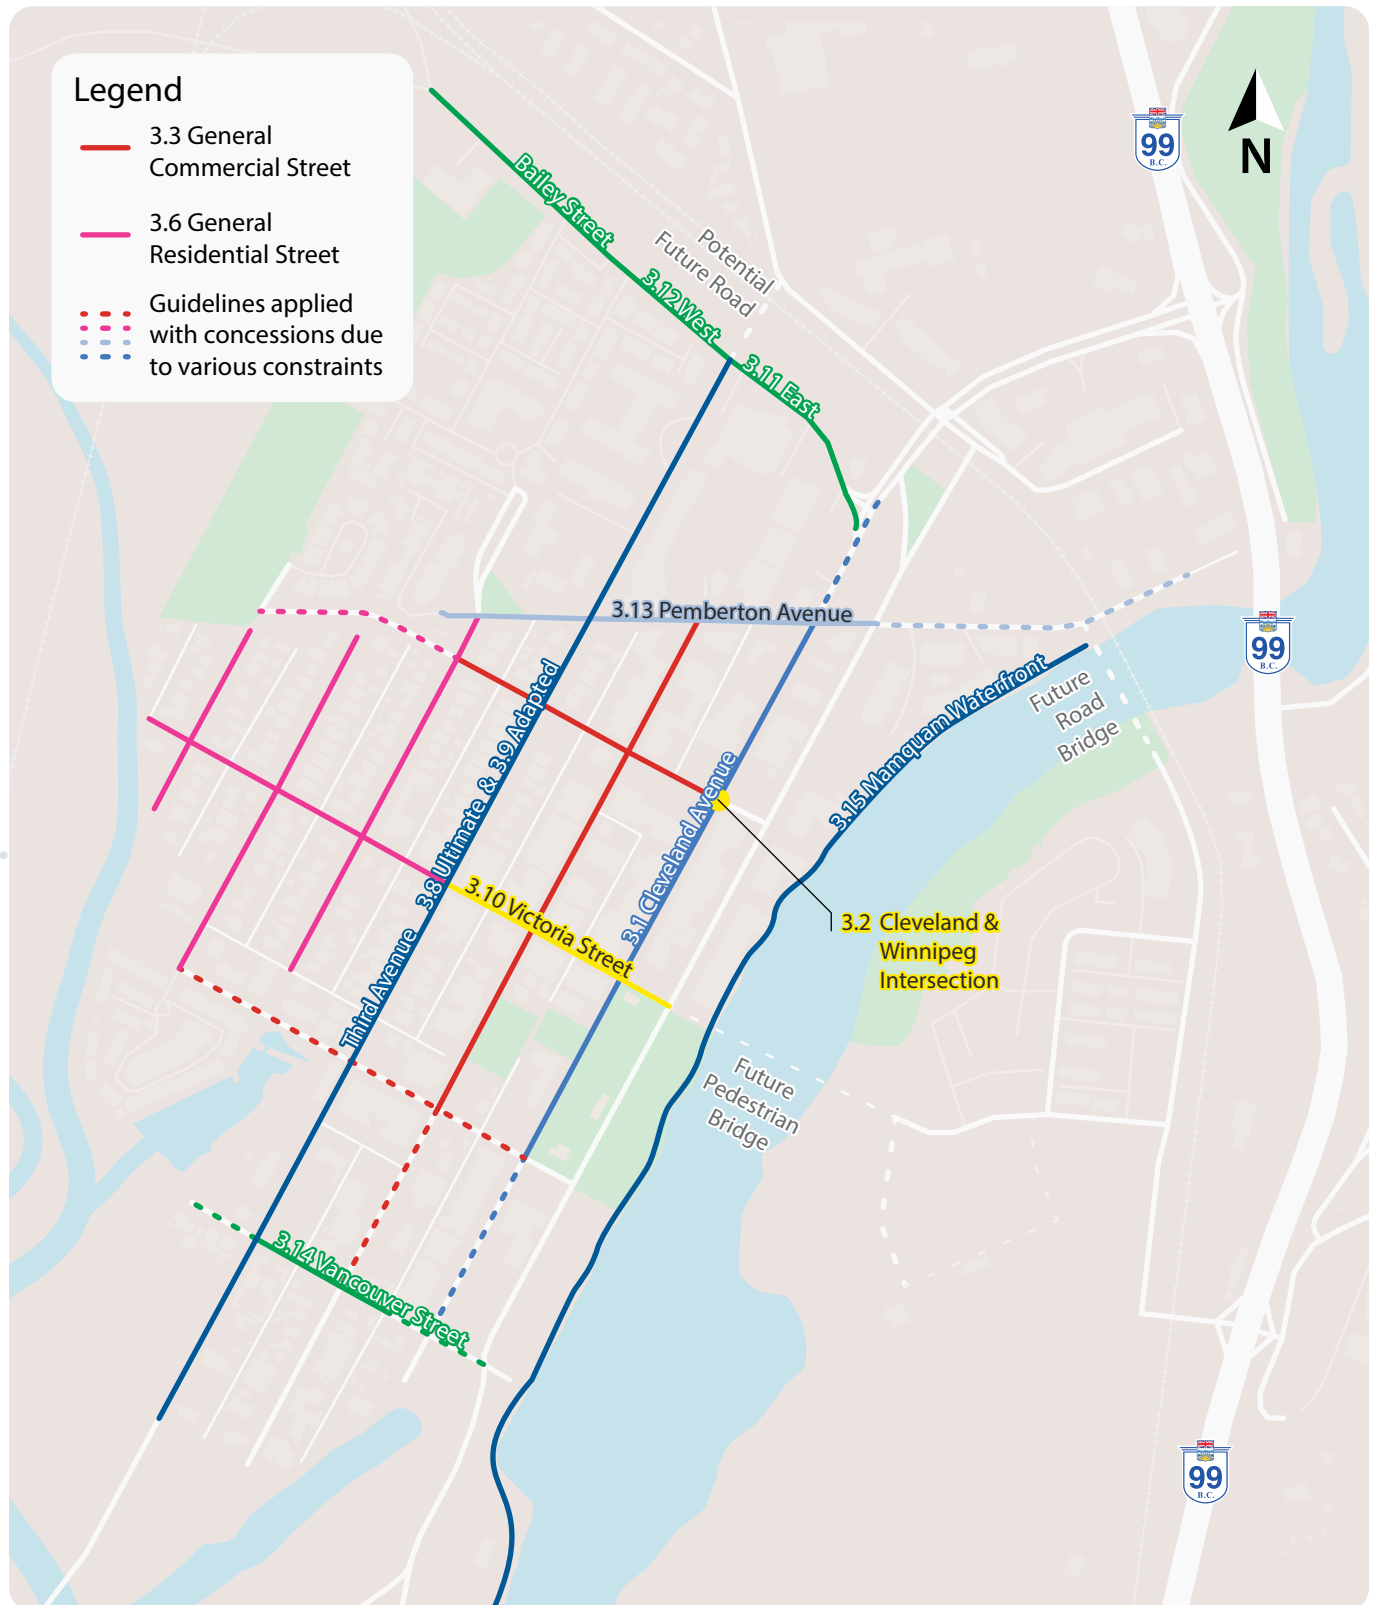 Legend
3.3 General
Commercial Street
3.6 General
Residential Street
Guidelines applied
with concessions due
to various constraints
99
B.C.
N
Bailey Street
Potential
Future Road
3.12 West
3.11 East
3.13 Pemberton Avenue
99
B.C.
3.15 Mamquam Waterfront
Future
Road
Bridge
Third Avenue 3.8 Ultimate & 3.9 Adapted
3.1 Cleveland Avenue
3.10 Victoria Street
3.2 Cleveland &
Winnipeg
Intersection
Future
Pedestrian
Bridge
3.14 Vancouver Street
99
B.C.